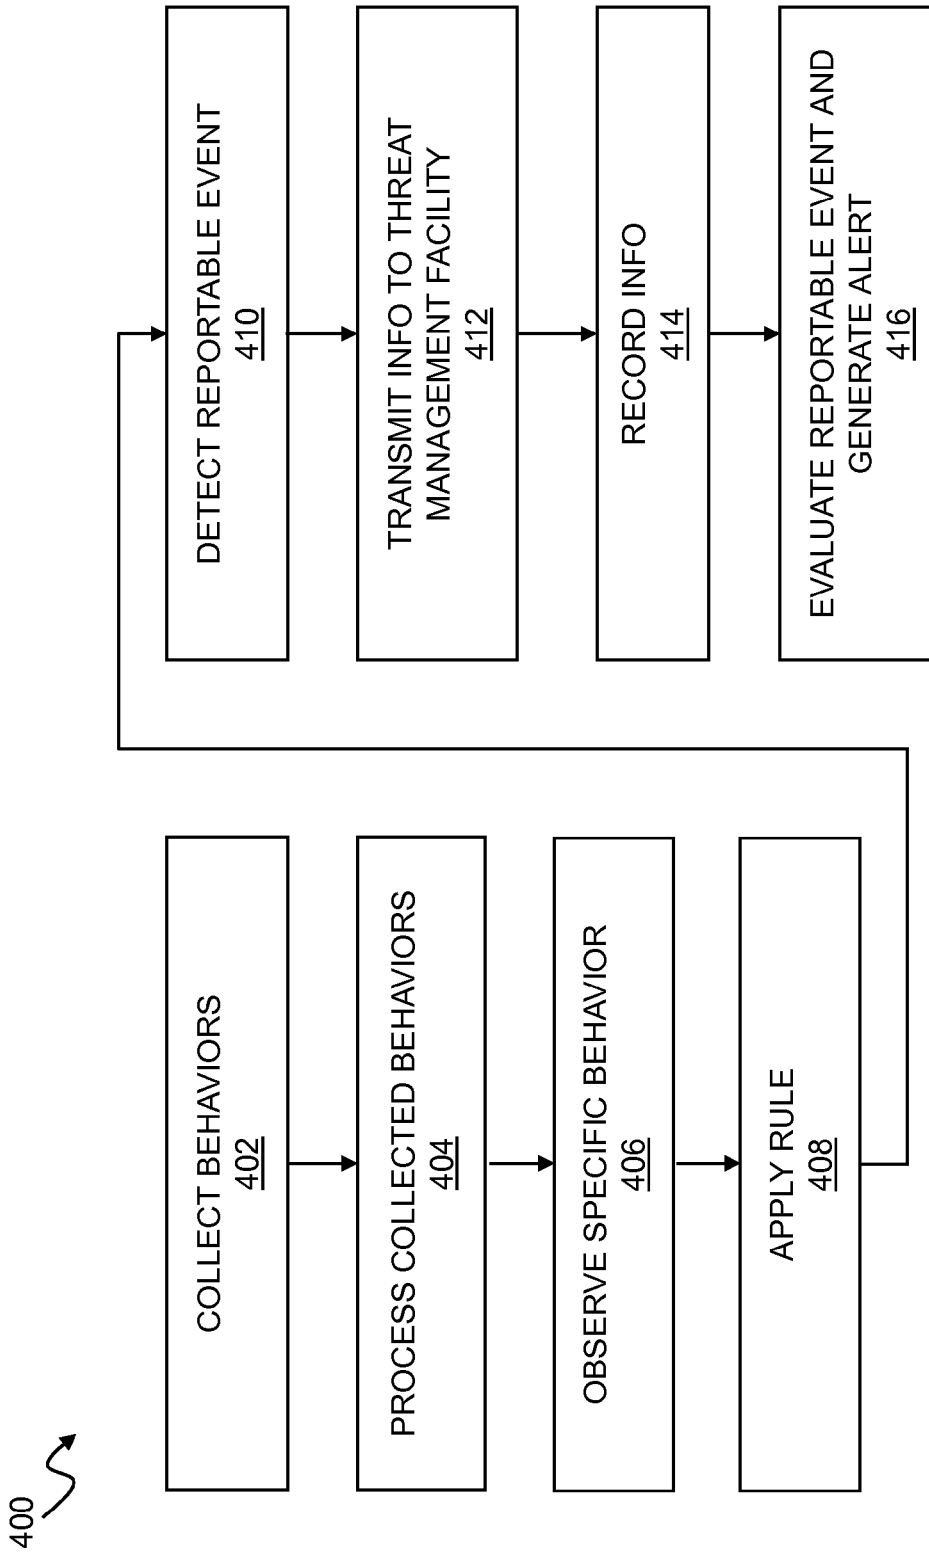 400
COLLECT BEHAVIORS
402
PROCESS COLLECTED BEHAVIORS
404
OBSERVE SPECIFIC BEHAVIOR
406
APPLY RULE
408
DETECT REPORTABLE EVENT
410
TRANSMIT INFO TO THREAT
MANAGEMENT FACILITY
412
RECORD INFO
414
EVALUATE REPORTABLE EVENT AND
GENERATE ALERT
416